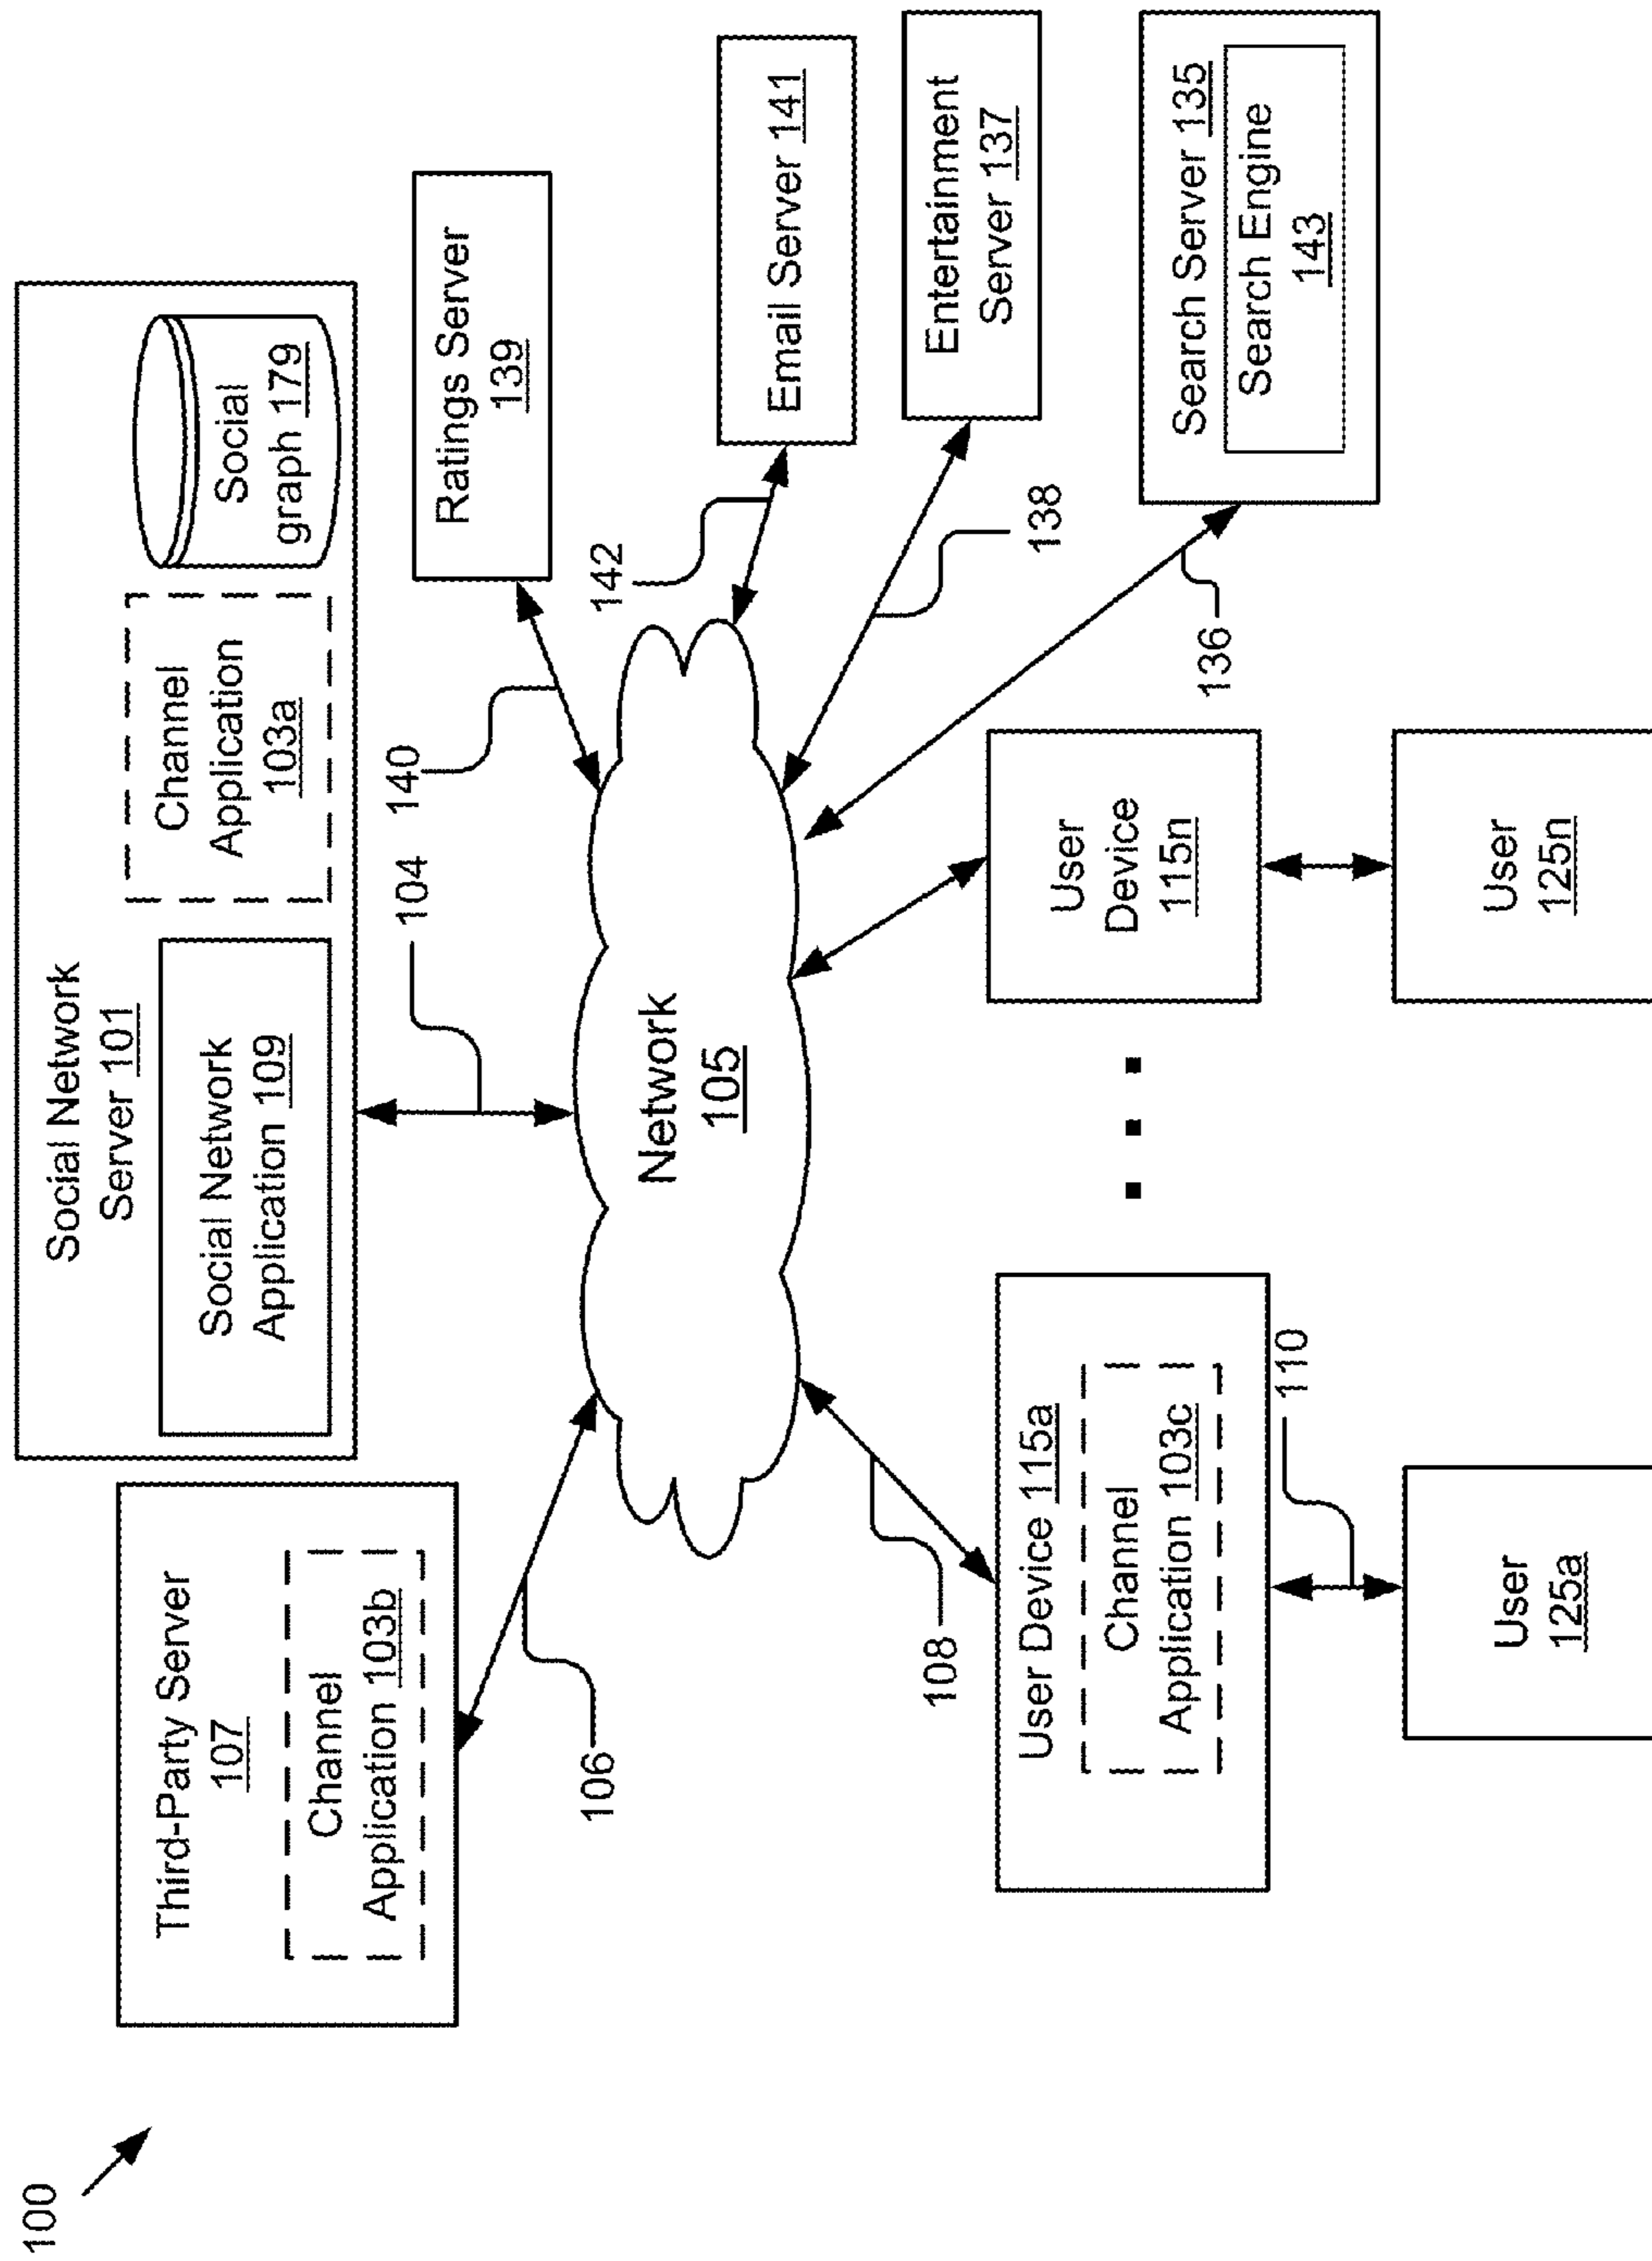 100
Social Network
Server 101
Social Network
Application 109
Channel
Application
103a
Social
graph 179
Third-Party Server
107
Channel
Application 103b
104
140
Ratings Server
139
106
142
Email Server 141
Network
105
Entertainment
Server 137
138
108
136
Search Server 135
Search Engine
143
User Device 115a
Channel
Application 103c
User
Device
115n
110
User
125a
User
125n